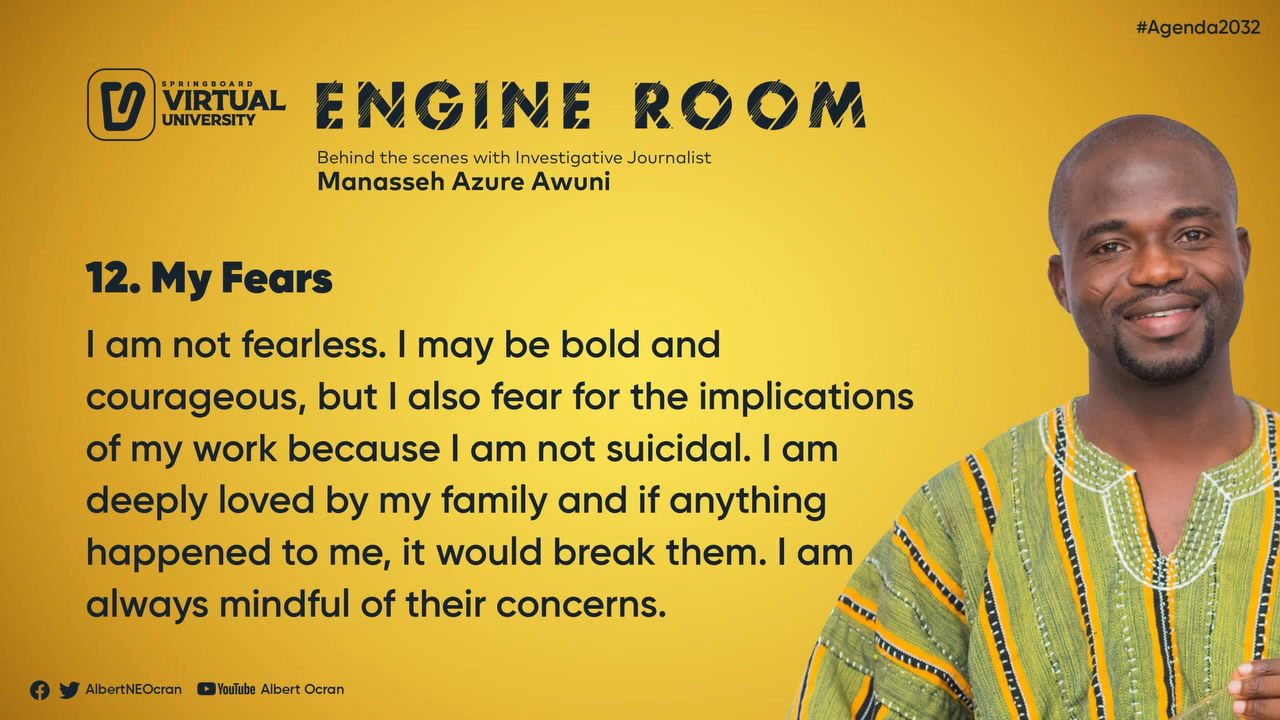 #Agenda2032
SPRINGBOARD
VIRTUAL
UNIVERSITY
ENGINE ROOM
Behind the scenes with Investigative Journalist
Manasseh Azure Awuni
12. My Fears
I am not fearless. I may be bold and
courageous, but I also fear for the implications
of my work because I am not suicidal. I am
deeply loved by my family and if anything
happened to me, it would break them. I am
always mindful of their concerns.
AlbertNEOcran YouTube Albert Ocran